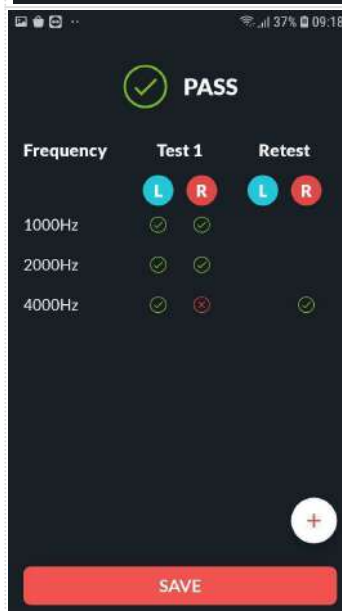 37% 09:18
PASS
Frequency Test 1 Retest
L R L R
1000Hz
2000Hz
4000Hz
+
SAVE